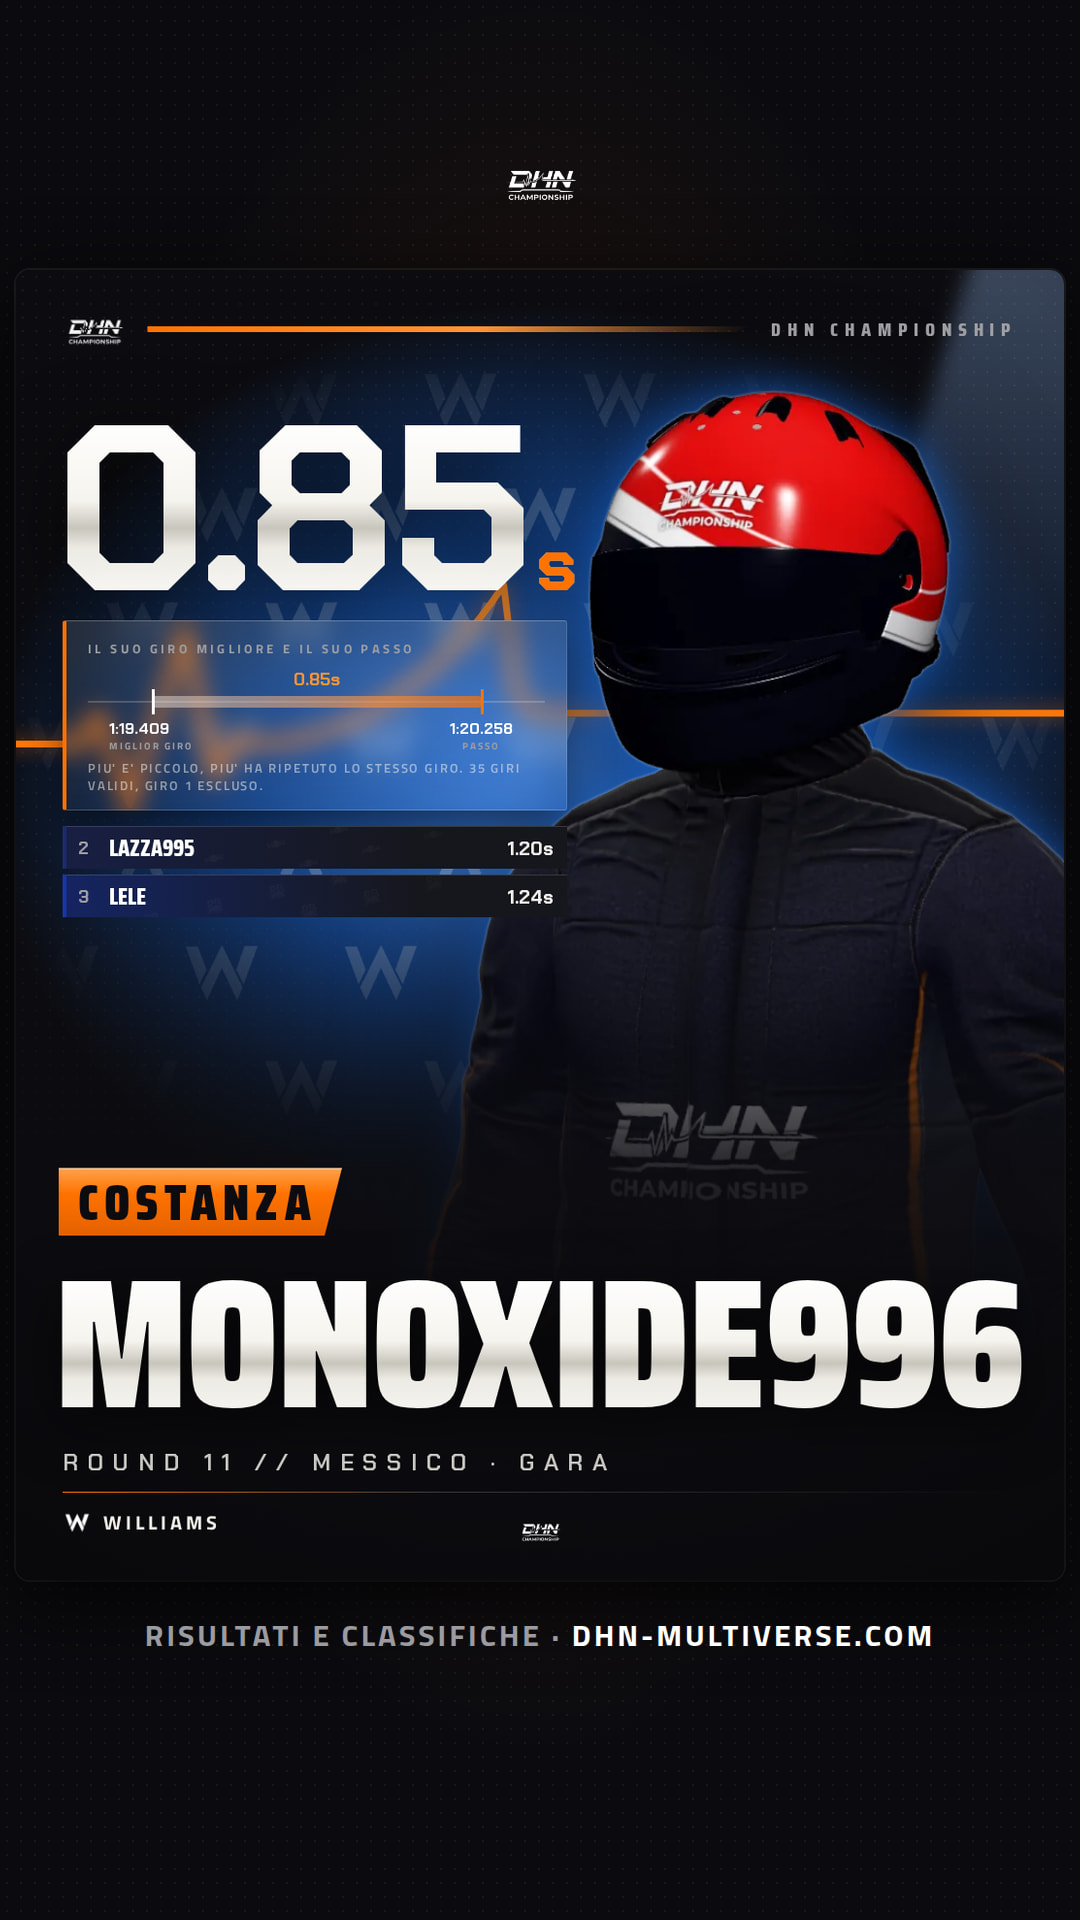 DHN
CHAMPIONSHIP
DHN
CHAMPIONSHIP
DHN CHAMPIONSHIP
0.85s
DHN
CHAMPIONSHIP
IL SUO GIRO MIGLIORE E IL SUO PASSO
0.85s
1:19.409
1:20.258
MIGLIOR GIRO
PASSO
PIU' E' PICCOLO, PIU' HA RIPETUTO LO STESSO GIRO. 35 GIRI
VALIDI, GIRO 1 ESCLUSO.
2 LAZZA995 1.20s
3 LELE 1.24s
DHN
CHAMPIONSHIP
COSTANZA
MONOXIDE996
ROUND 11 // MESSICO · GARA
W WILLIAMS
DHN
CHAMPIONSHIP
RISULTATI E CLASSIFICHE · DHN-MULTIVERSE.COM